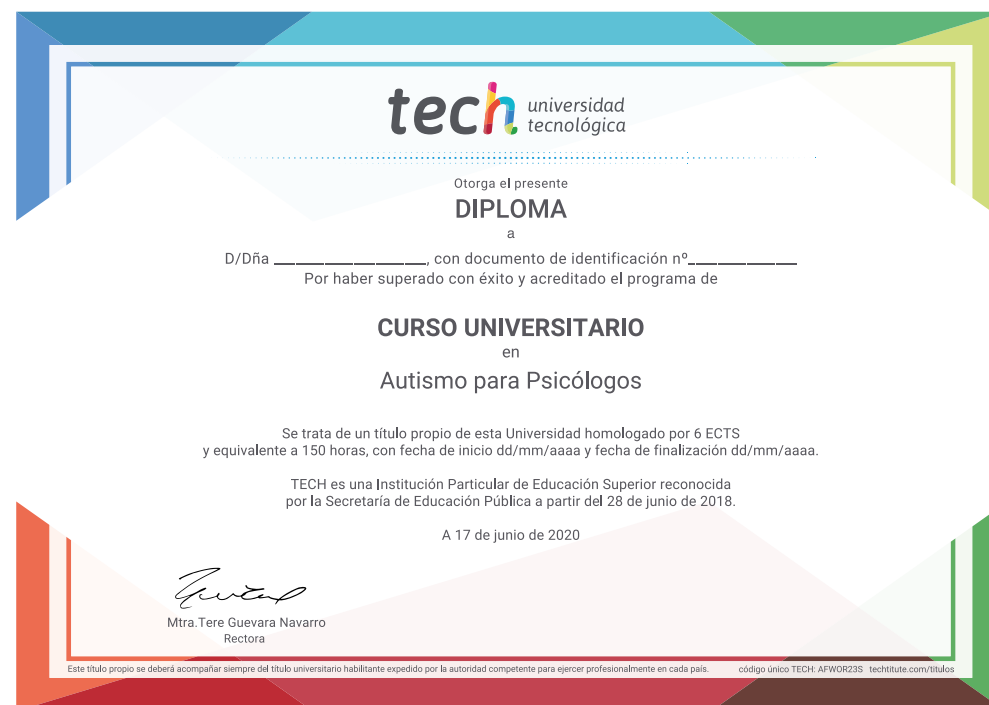 tech universidad
tecnológica
Otorga el presente
DIPLOMA
a
D/Dña ____________________, con documento de identificación nº______________
Por haber superado con éxito y acreditado el programa de
CURSO UNIVERSITARIO
en
Autismo para Psicólogos
Se trata de un título propio de esta Universidad homologado por 6 ECTS
y equivalente a 150 horas, con fecha de inicio dd/mm/aaaa y fecha de finalización dd/mm/aaaa.
TECH es una Institución Particular de Educación Superior reconocida
por la Secretaría de Educación Pública a partir del 28 de junio de 2018.
A 17 de junio de 2020
Mtra.Tere Guevara Navarro
Rectora
Este título propio se deberá acompañar siempre del título universitario habilitante expedido por la autoridad competente para ejercer profesionalmente en cada país. código único TECH: AFWOR23S techtitute.com/titulos